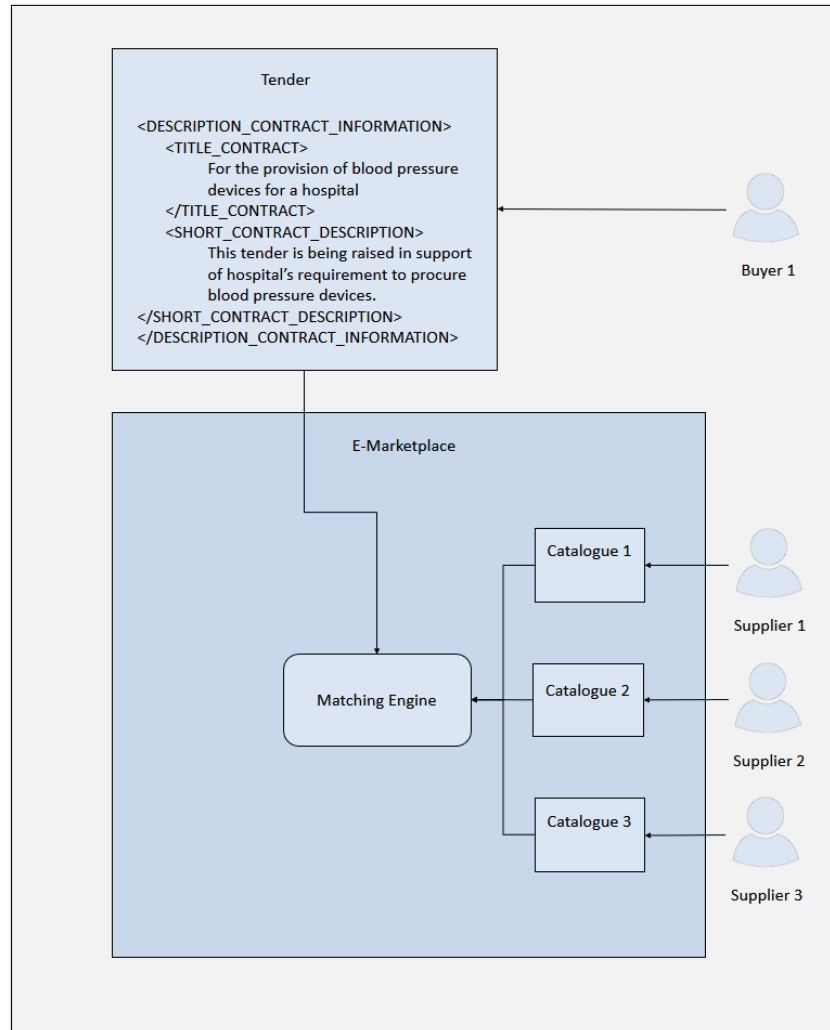 Tender
<DESCRIPTION_CONTRACT_INFORMATION>
<TITLE_CONTRACT>
For the provision of blood pressure
devices for a hospital
</TITLE_CONTRACT>
<SHORT_CONTRACT_DESCRIPTION>
This tender is being raised in support
of hospital’s requirement to procure
blood pressure devices.
</SHORT_CONTRACT_DESCRIPTION>
</DESCRIPTION_CONTRACT_INFORMATION>
Buyer 1
E-Marketplace
Catalogue 1
Supplier 1
Matching Engine
Catalogue 2
Supplier 2
Catalogue 3
Supplier 3